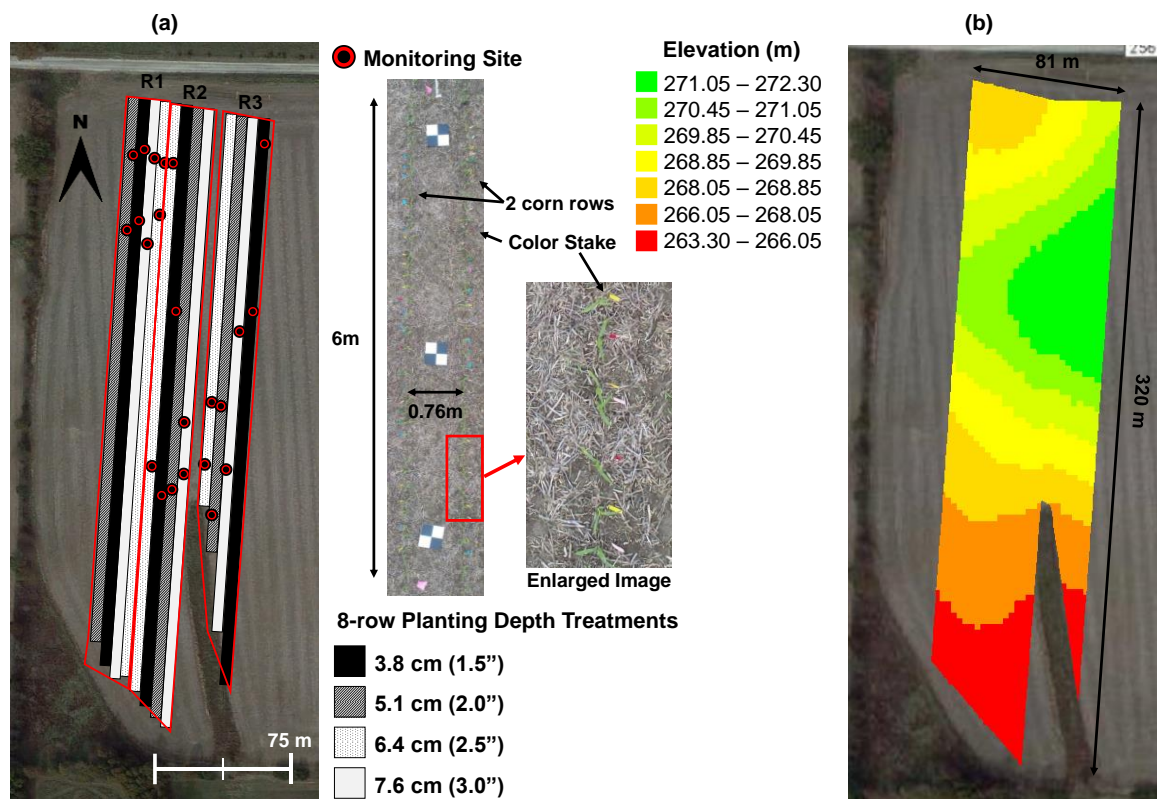 (a)
(b)
R1
R2
R3
N
75 m
Monitoring Site
2 corn rows
Color Stake
6m
0.76m
Enlarged Image
8-row Planting Depth Treatments
3.8 cm (1.5”)
5.1 cm (2.0”)
6.4 cm (2.5”)
7.6 cm (3.0”)
Elevation (m)
271.05 – 272.30
270.45 – 271.05
269.85 – 270.45
268.85 – 269.85
268.05 – 268.85
266.05 – 268.05
263.30 – 266.05
256
81 m
320 m